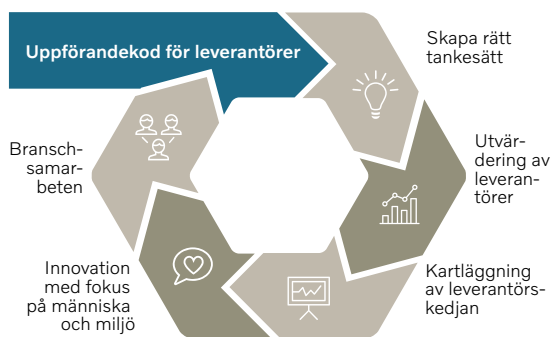 Uppförandekod för leverantörer
Skapa rätt
tankesätt
Utvär-
dering av
leveran-
törer
Kartläggning
av leverantörs-
kedjan
Innovation
med fokus
på människa
och miljö
Bransch-
samar-
beten